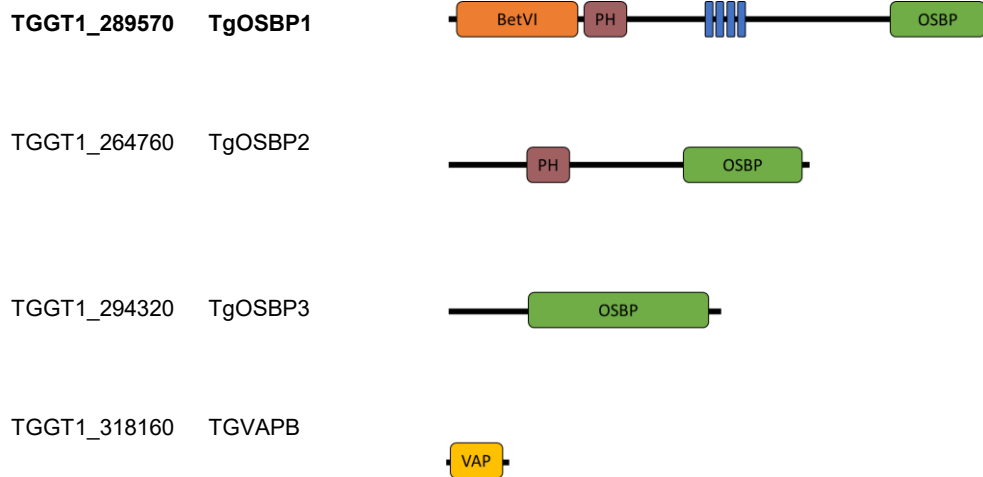 TGGT1_289570 TgOSBP1 BetVI PH OSBP
TGGT1_264760 TgOSBP2 PH OSBP
TGGT1_294320 TgOSBP3 OSBP
TGGT1_318160 TGVAPB VAP